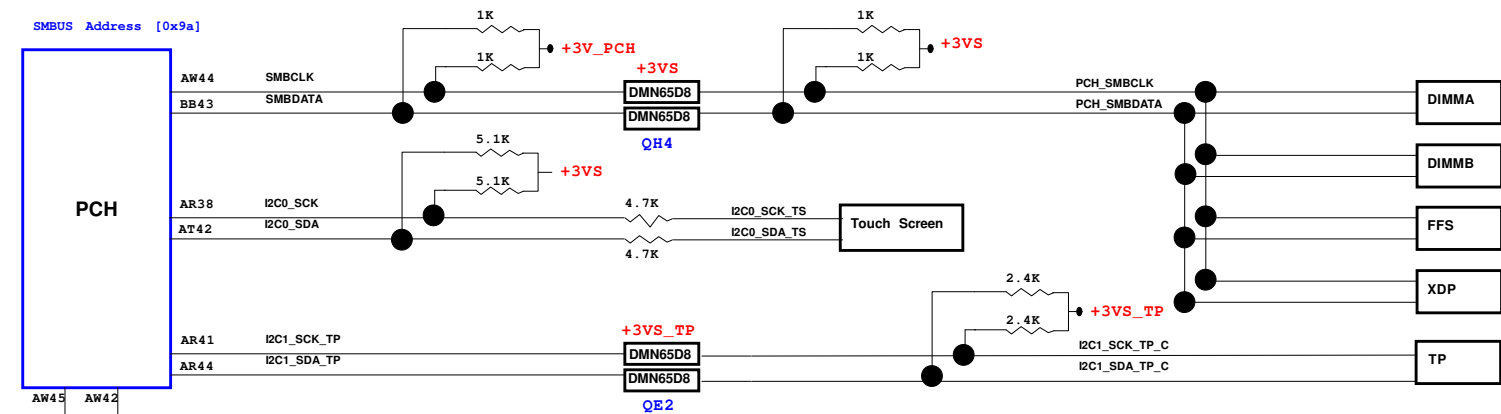 SMBUS Address [0x9a]
1K
1K
+3V_PCH
1K
1K
+3VS
+3VS
AW44 SMBCLK
DMN65D8
PCH_SMBCLK
DIMMA
BB43 SMBDATA
DMN65D8
PCH_SMBDATA
QH4
5.1K
5.1K
+3VS
DIMMB
PCH
AR38 I2C0_SCK
4.7K
I2C0_SCK_TS
Touch Screen
AT42 I2C0_SDA
4.7K
I2C0_SDA_TS
FFS
2.4K
2.4K
+3VS_TP
XDP
+3VS_TP
AR41 I2C1_SCK_TP
DMN65D8
I2C1_SCK_TP_C
TP
AR44 I2C1_SDA_TP
DMN65D8
I2C1_SDA_TP_C
QE2
AW45 AW42